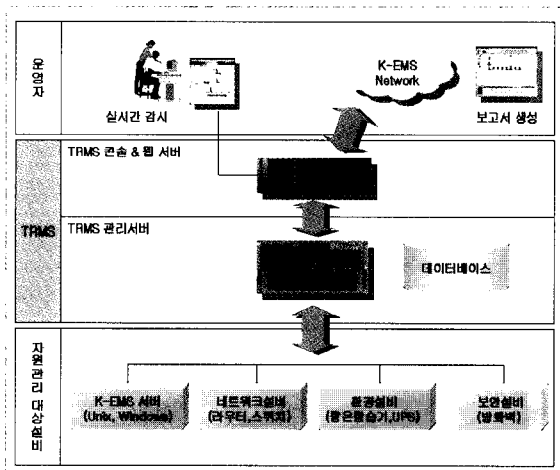 운영자
실시간 감시
K-EMS
Network
보고서 생성
TRMS
TRMS 콘솔 & 웹 서버
TRMS 관리서버
데이터베이스
자원관리 대상설비
K-EMS 서버
(Unix, Windows)
네트워크설비
(라우터,스위치)
환경설비
(항온항습기,UPS)
보안설비
(방화벽)